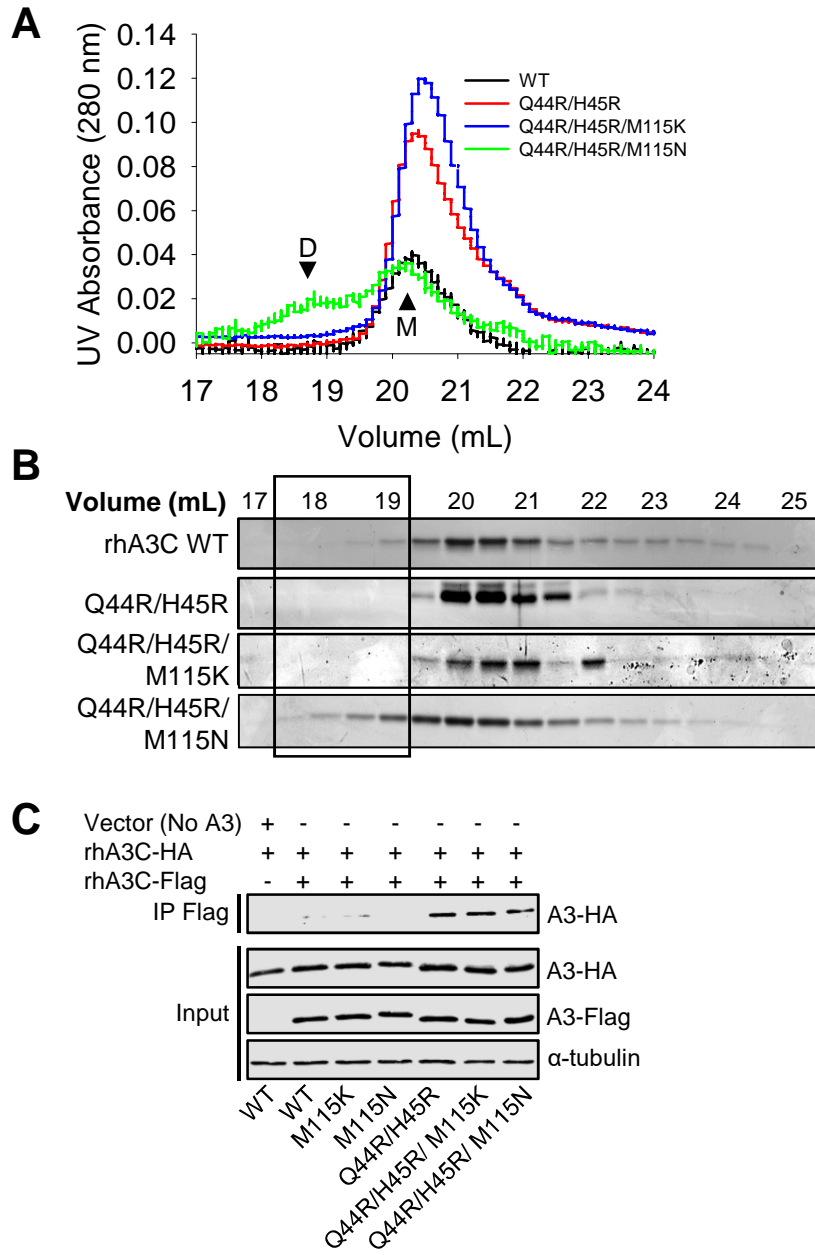 A
UV Absorbance (280 nm)
0.14
0.12
0.10
0.08
0.06
0.04
0.02
0.00
WT
Q44R/H45R
Q44R/H45R/M115K
Q44R/H45R/M115N
D
M
17 18 19 20 21 22 23 24
Volume (mL)
B
Volume (mL) 17 18 19 20 21 22 23 24 25
rhA3C WT
Q44R/H45R
Q44R/H45R/
M115K
Q44R/H45R/
M115N
C
Vector (No A3) + - - - - - -
rhA3C-HA + + + + + + +
rhA3C-Flag - + + + + + +
IP Flag A3-HA
A3-HA
Input A3-Flag
α-tubulin
WT
WT
M115K
M115N
Q44R/H45R
Q44R/H45R/ M115K
Q44R/H45R/ M115N